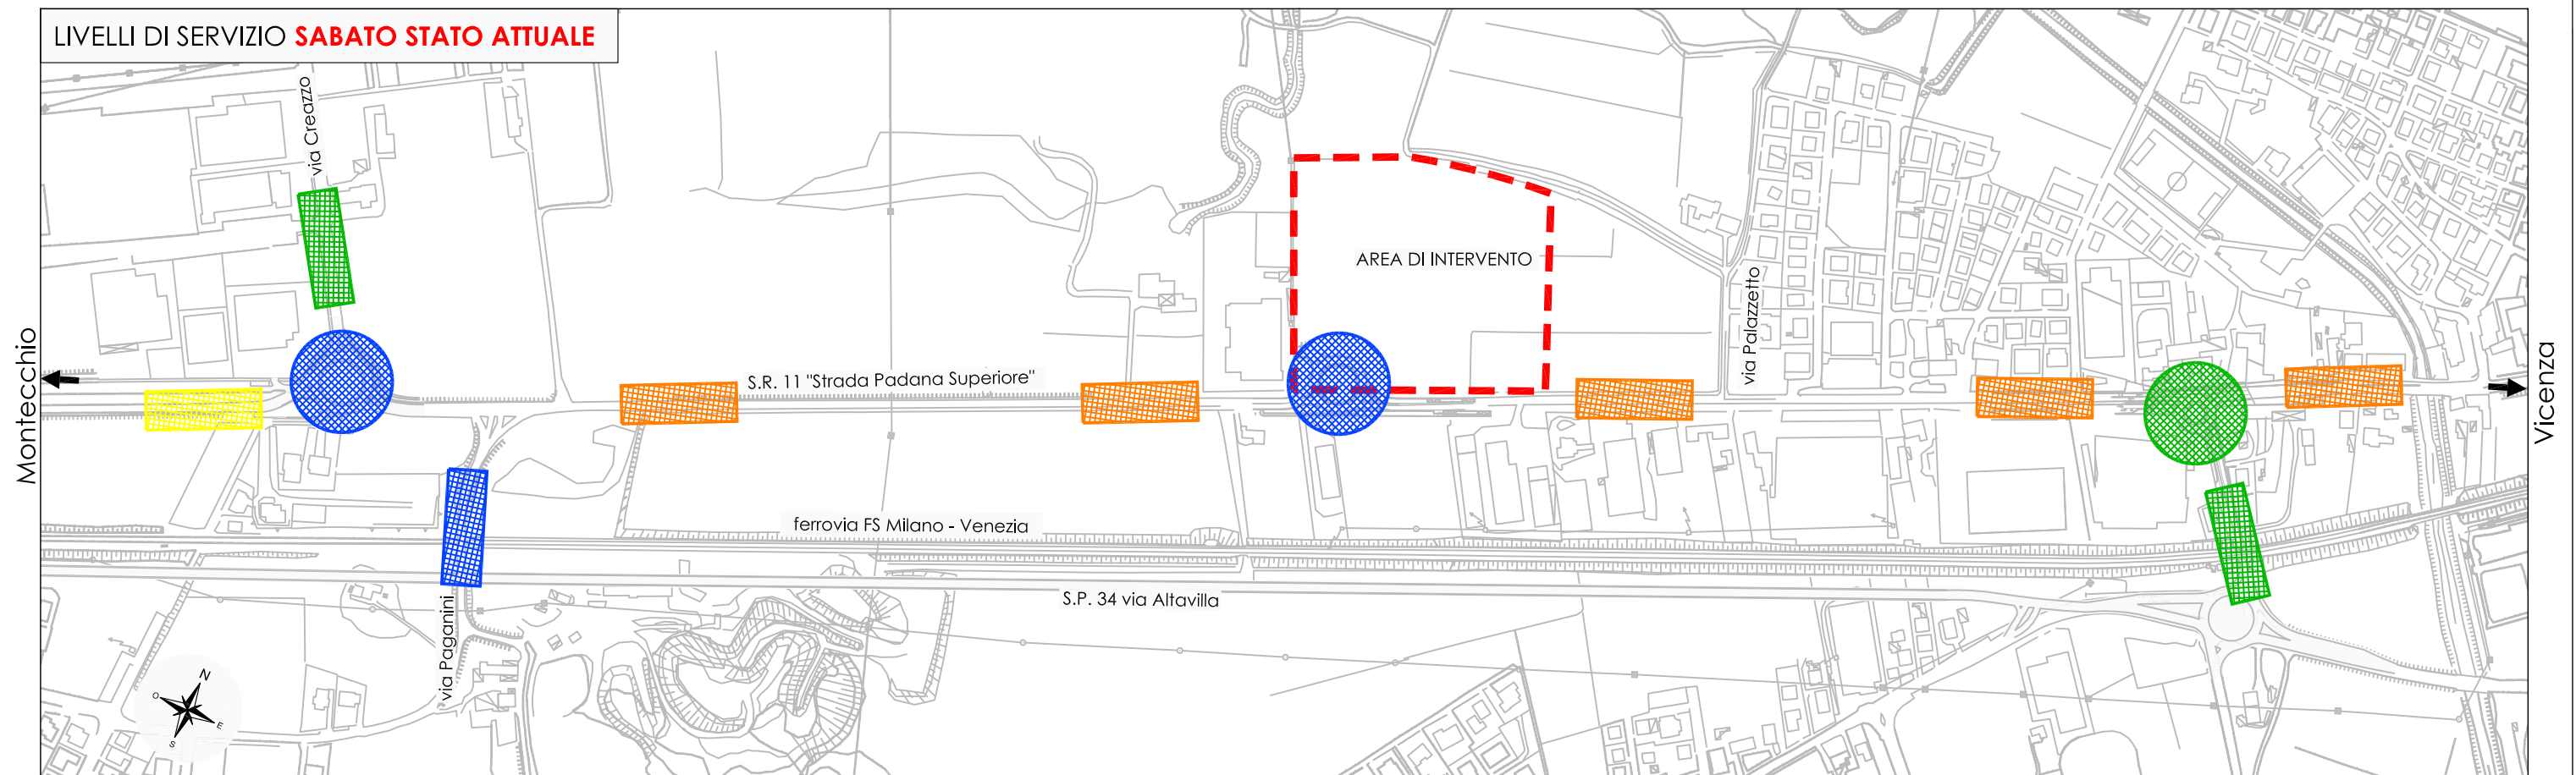 LIVELLI DI SERVIZIO SABATO STATO ATTUALE
via Creazzo
AREA DI INTERVENTO
via Palazzetto
Montecchio
S.R. 11 "Strada Padana Superiore"
Vicenza
ferrovia FS Milano - Venezia
S.P. 34 via Altavilla
via Paganini
N
O
E
S